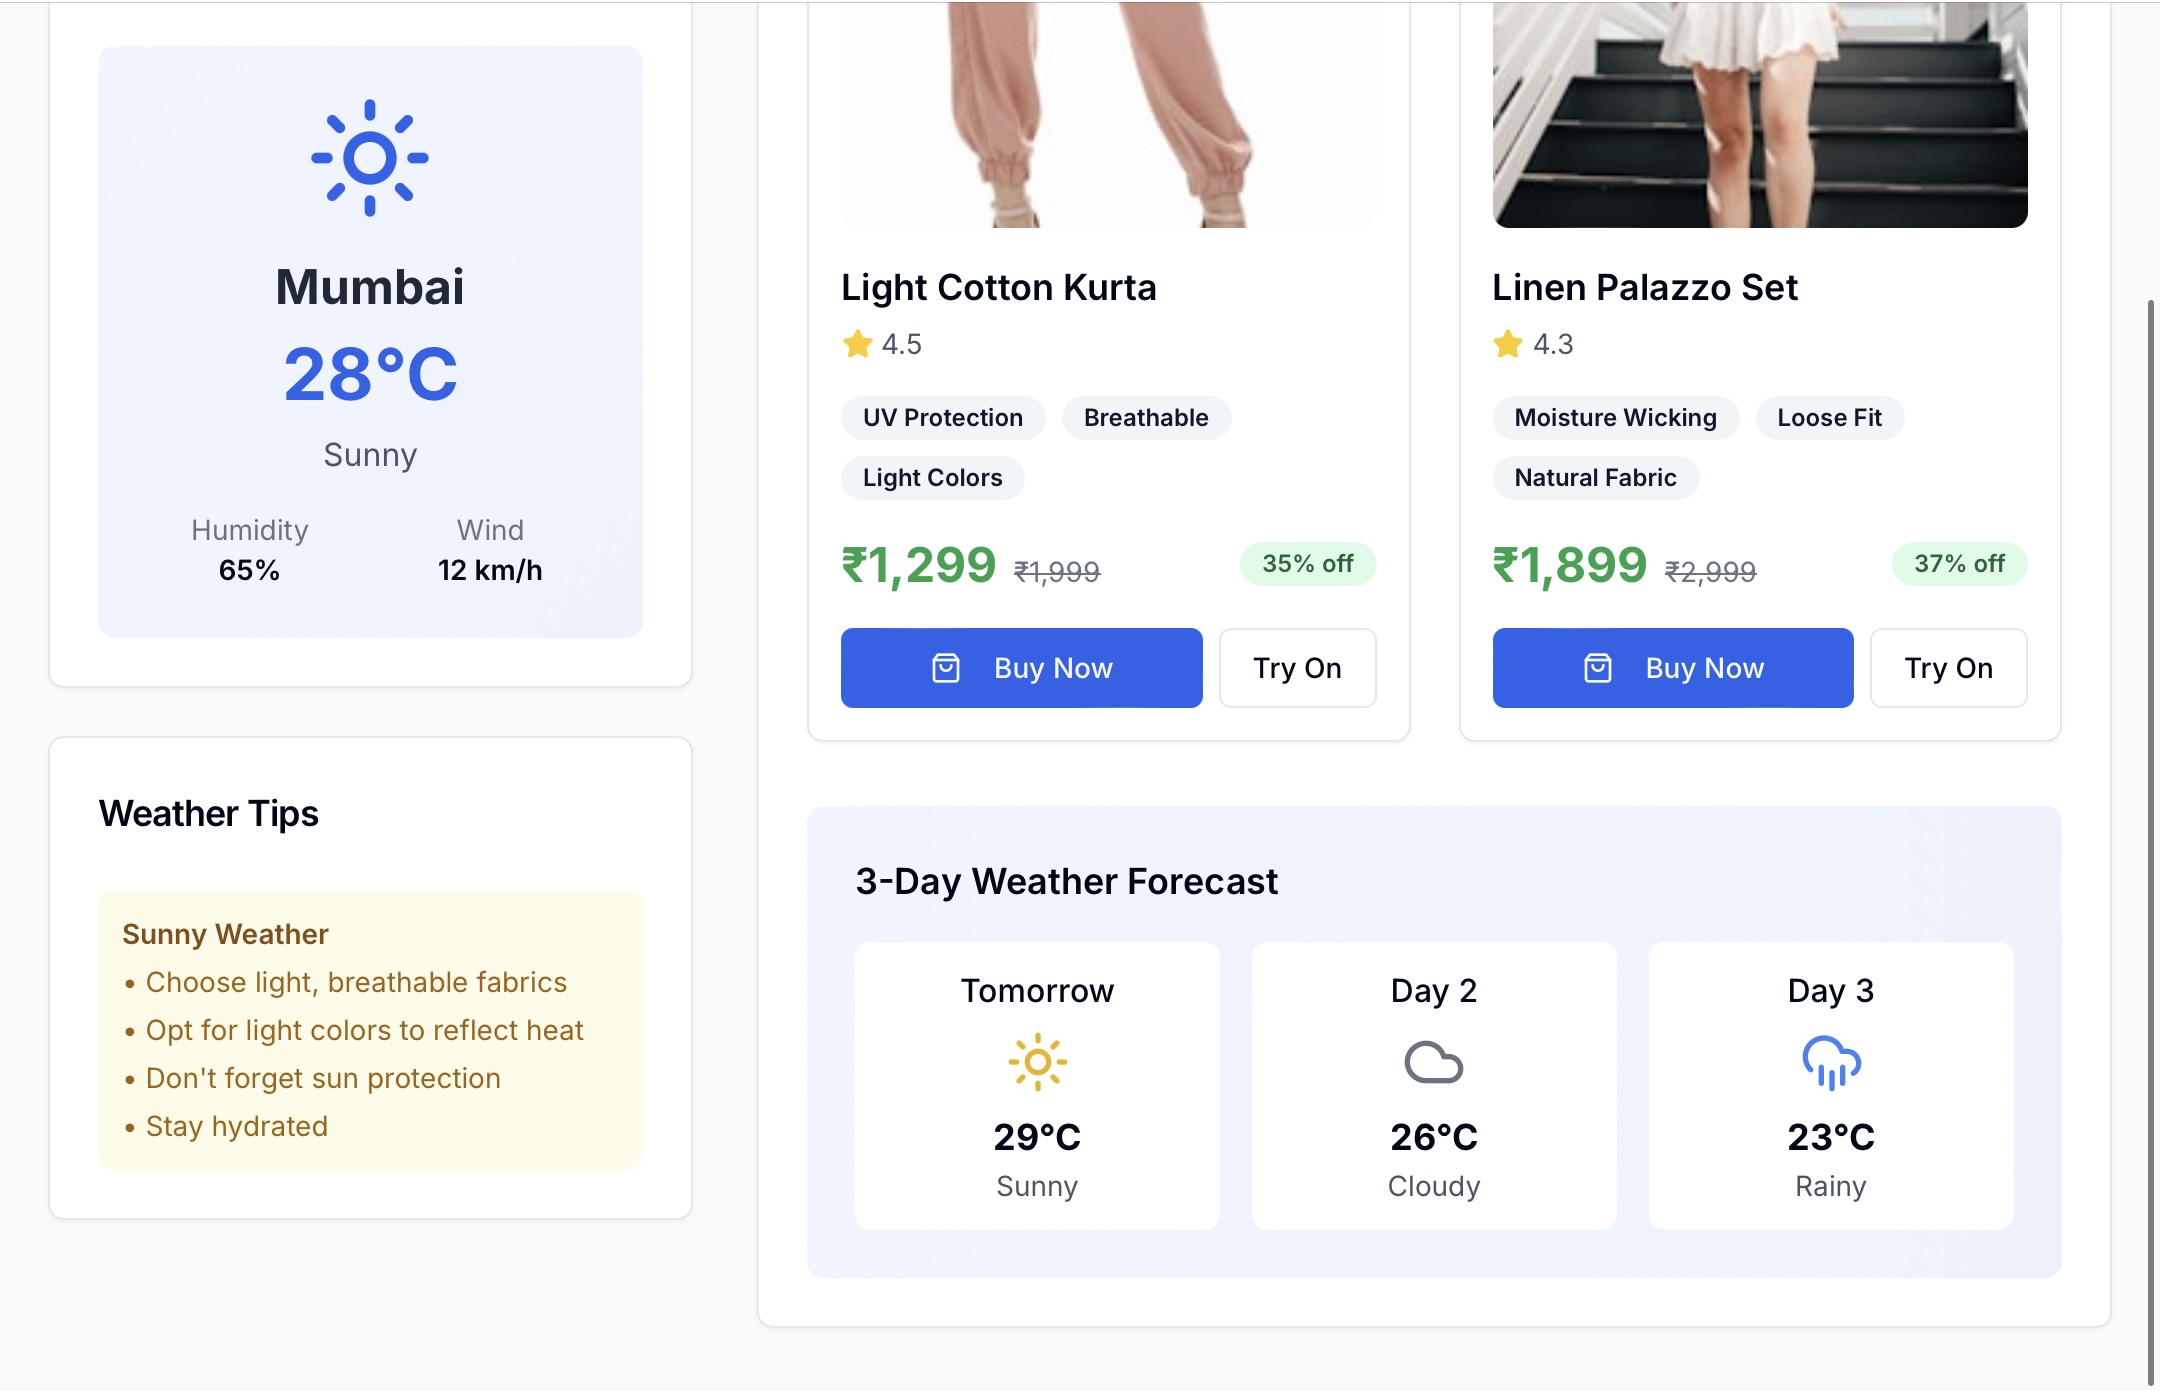 Mumbai
28°C
Sunny
Humidity
65%
Wind
12 km/h
Weather Tips
Sunny Weather
• Choose light, breathable fabrics
• Opt for light colors to reflect heat
• Don't forget sun protection
• Stay hydrated
Light Cotton Kurta
4.5
UV Protection
Breathable
Light Colors
₹1,299 ₹1,999
35% off
Buy Now
Try On
Linen Palazzo Set
4.3
Moisture Wicking
Loose Fit
Natural Fabric
₹1,899 ₹2,999
37% off
Buy Now
Try On
3-Day Weather Forecast
Tomorrow
29°C
Sunny
Day 2
26°C
Cloudy
Day 3
23°C
Rainy